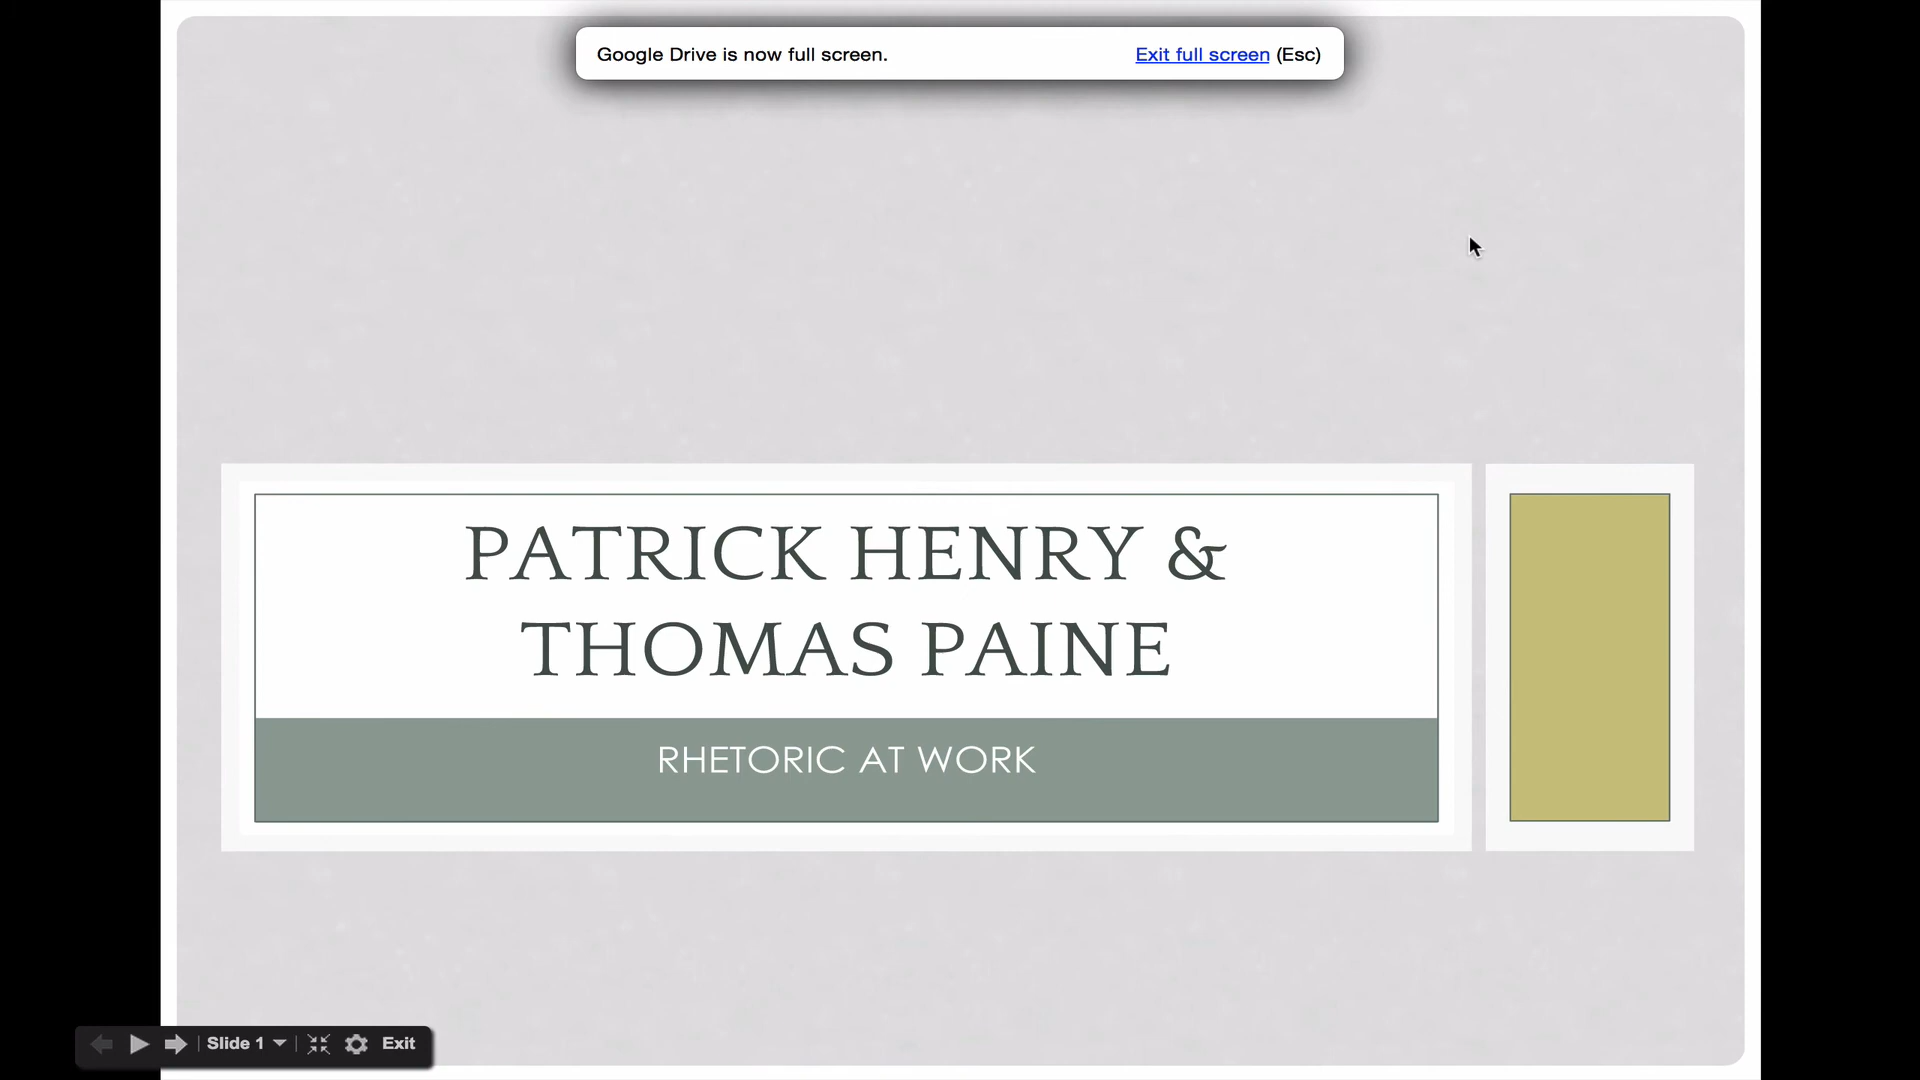 Google Drive is now full screen. Exit full screen (Esc)
PATRICK HENRY &
THOMAS PAINE
RHETORIC AT WORK
Slide 1 Exit